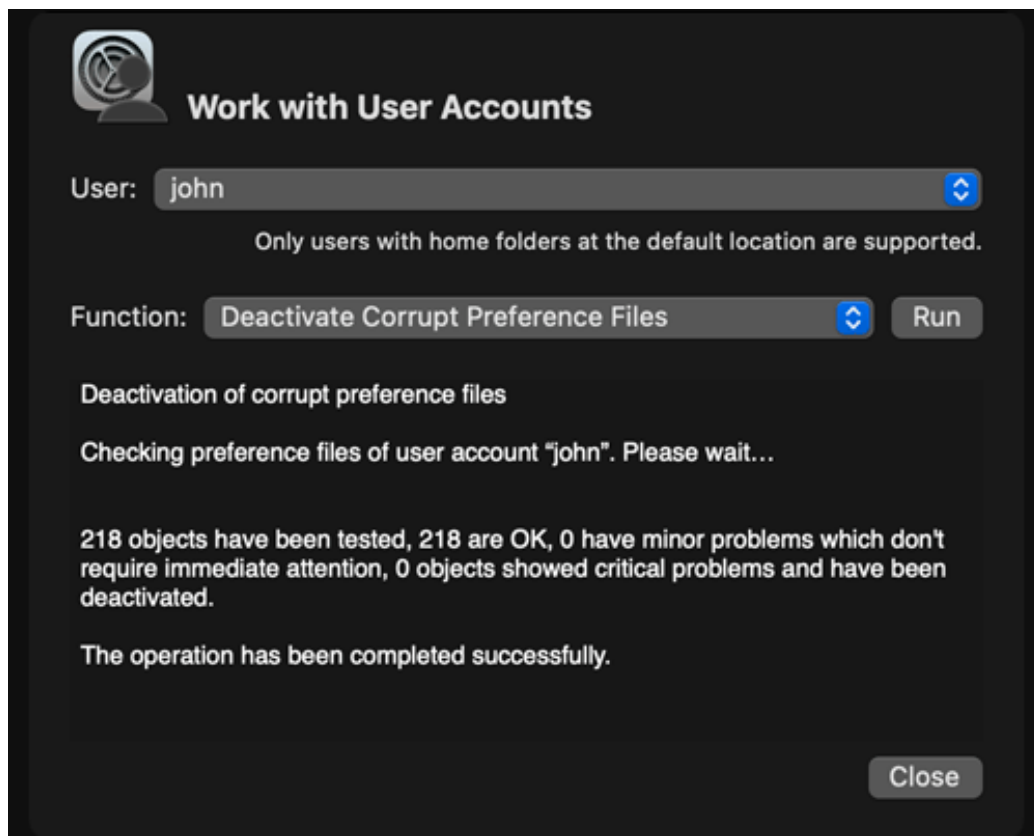 Work with User Accounts
User: john
Only users with home folders at the default location are supported.
Function: Deactivate Corrupt Preference Files Run
Deactivation of corrupt preference files
Checking preference files of user account “john”. Please wait…
218 objects have been tested, 218 are OK, 0 have minor problems which don't
require immediate attention, 0 objects showed critical problems and have been
deactivated.
The operation has been completed successfully.
Close